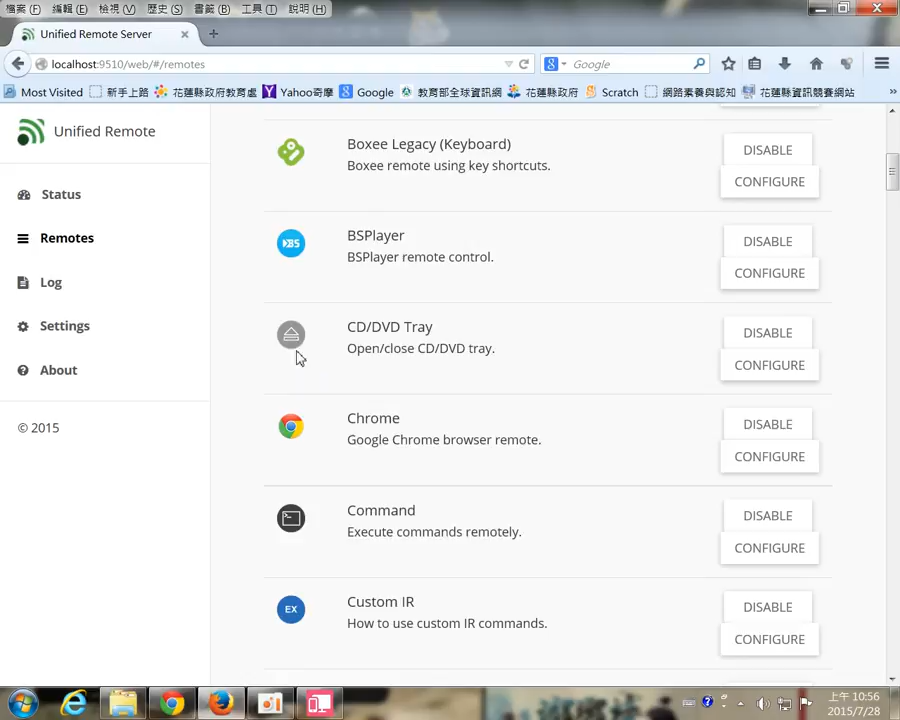 檔案 (F) 編輯 (E) 檢視 (V) 歷史 (S) 書籤 (B) 工具 (T) 說明 (H)
Unified Remote Server
localhost:9510/web/#/remotes
Google
Most Visited 新手上路 花蓮縣政府教育處 Yahoo奇摩 Google 教育部全球資訊網 花蓮縣政府 Scratch 網路素養與認知 花蓮縣資訊競賽網站 »
Unified Remote
Status
Remotes
Log
Settings
About
© 2015
Boxee Legacy (Keyboard)
Boxee remote using key shortcuts.
DISABLE
CONFIGURE
BSPlayer
BSPlayer remote control.
DISABLE
CONFIGURE
CD/DVD Tray
Open/close CD/DVD tray.
DISABLE
CONFIGURE
Chrome
Google Chrome browser remote.
DISABLE
CONFIGURE
Command
Execute commands remotely.
DISABLE
CONFIGURE
EX
Custom IR
How to use custom IR commands.
DISABLE
CONFIGURE
上午 10:56
2015/7/28